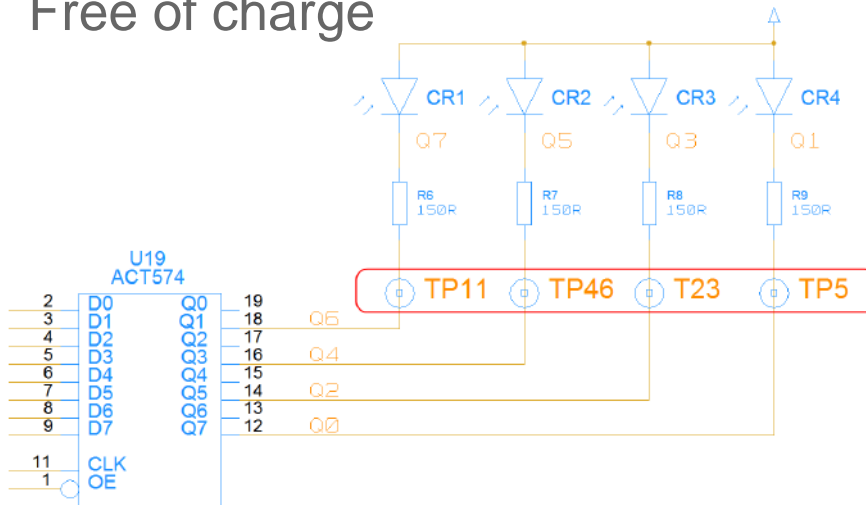 Free of charge
CR1
CR2
CR3
CR4
Q7
Q5
Q3
Q1
R6
150R
R7
150R
R8
150R
R9
150R
TP11
TP46
T23
TP5
U19
ACT574
2 D0 Q0 19
3 D1 Q1 18 Q6
4 D2 Q2 17
5 D3 Q3 16 Q4
6 D4 Q4 15
7 D5 Q5 14 Q2
8 D6 Q6 13
9 D7 Q7 12 Q0
11 CLK
1 OE